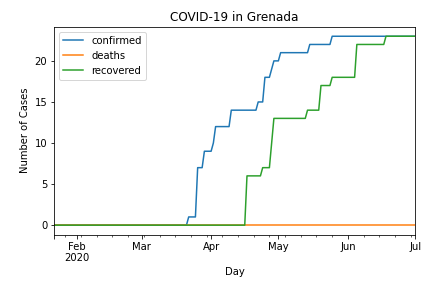 COVID-19 in Grenada
confirmed
deaths
recovered
Number of Cases
20
15
10
5
0
Feb
2020
Mar
Apr
May
Jun
Jul
Day